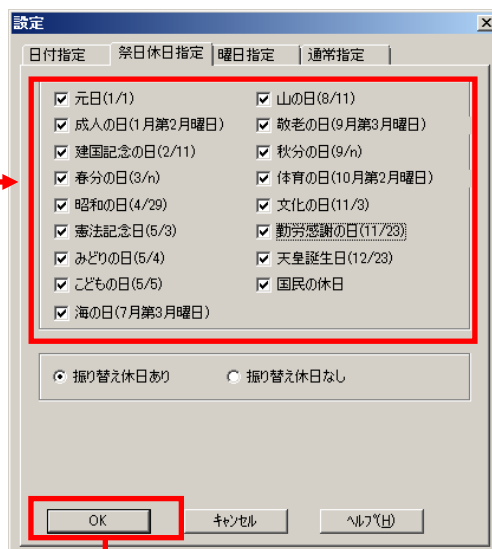 設定
日付指定 祭日休日指定 曜日指定 通常指定
元日(1/1) 山の日(8/11)
成人の日(1月第2月曜日) 敬老の日(9月第3月曜日)
建国記念の日(2/11) 秋分の日(9/n)
春分の日(3/n) 体育の日(10月第2月曜日)
昭和の日(4/29) 文化の日(11/3)
憲法記念日(5/3) 勤労感謝の日(11/23)
みどりの日(5/4) 天皇誕生日(12/23)
こどもの日(5/5) 国民の休日
海の日(7月第3月曜日)
振り替え休日あり 振り替え休日なし
OK キャンセル ヘルプ(H)